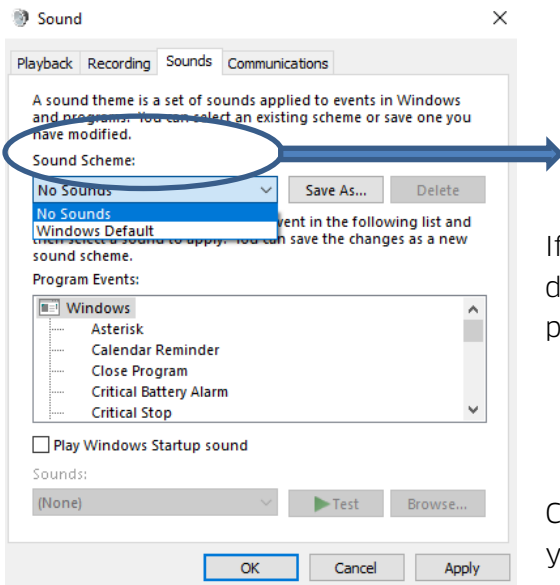 Sound
Playback Recording Sounds Communications
A sound theme is a set of sounds applied to events in Windows
and programs. You can select an existing scheme or save one you
have modified.
Sound Scheme:
No Sounds Save As... Delete
No Sounds
Windows Default
event in the following list and
then select a sound to apply. You can save the changes as a new
sound scheme.
Program Events:
Windows
Asterisk
Calendar Reminder
Close Program
Critical Battery Alarm
Critical Stop
Play Windows Startup sound
Sounds:
(None) Test Browse...
OK Cancel Apply
If
d
p
C
y